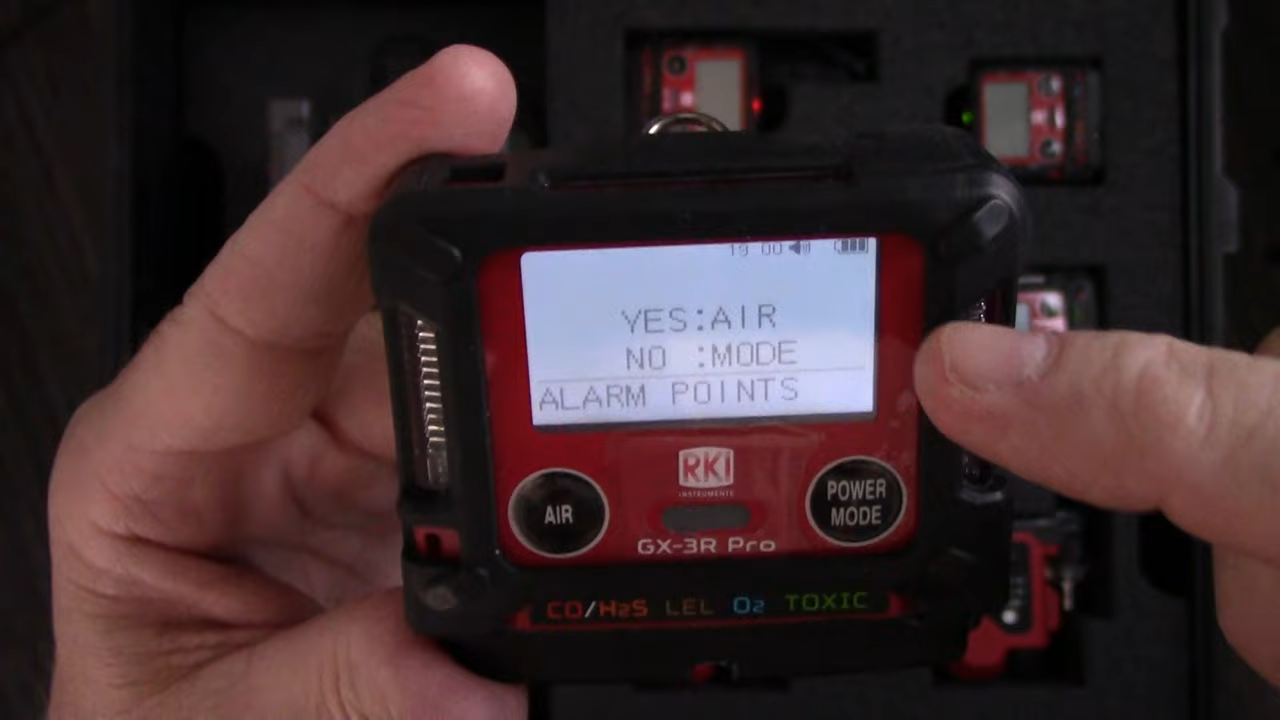 19 00
YES:AIR
NO :MODE
ALARM POINTS
RKI
INSTRUMENTS
AIR
POWER
MODE
GX-3R Pro
CO/H2S LEL O2 TOXIC